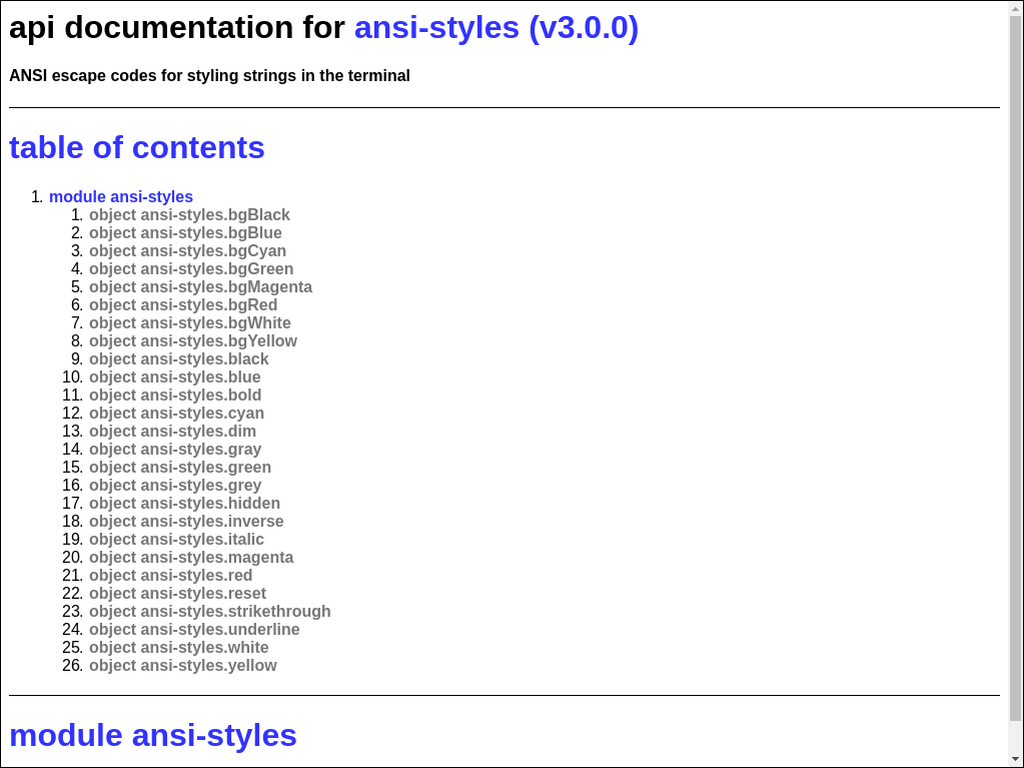 api documentation for ansi-styles (v3.0.0)
ANSI escape codes for styling strings in the terminal
table of contents
1. module ansi-styles
1. object ansi-styles.bgBlack
2. object ansi-styles.bgBlue
3. object ansi-styles.bgCyan
4. object ansi-styles.bgGreen
5. object ansi-styles.bgMagenta
6. object ansi-styles.bgRed
7. object ansi-styles.bgWhite
8. object ansi-styles.bgYellow
9. object ansi-styles.black
10. object ansi-styles.blue
11. object ansi-styles.bold
12. object ansi-styles.cyan
13. object ansi-styles.dim
14. object ansi-styles.gray
15. object ansi-styles.green
16. object ansi-styles.grey
17. object ansi-styles.hidden
18. object ansi-styles.inverse
19. object ansi-styles.italic
20. object ansi-styles.magenta
21. object ansi-styles.red
22. object ansi-styles.reset
23. object ansi-styles.strikethrough
24. object ansi-styles.underline
25. object ansi-styles.white
26. object ansi-styles.yellow
module ansi-styles